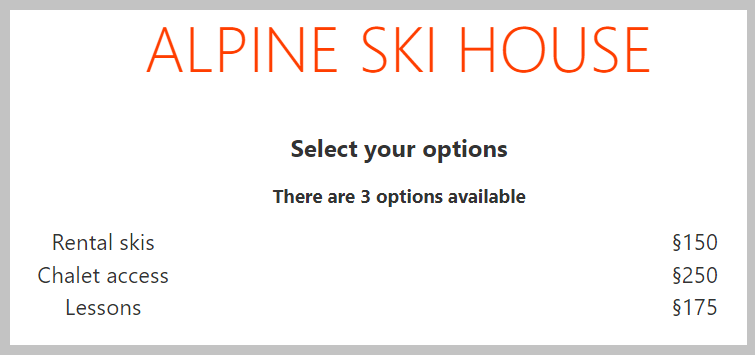 ALPINE SKI HOUSE
Select your options
There are 3 options available
Rental skis §150
Chalet access §250
Lessons §175